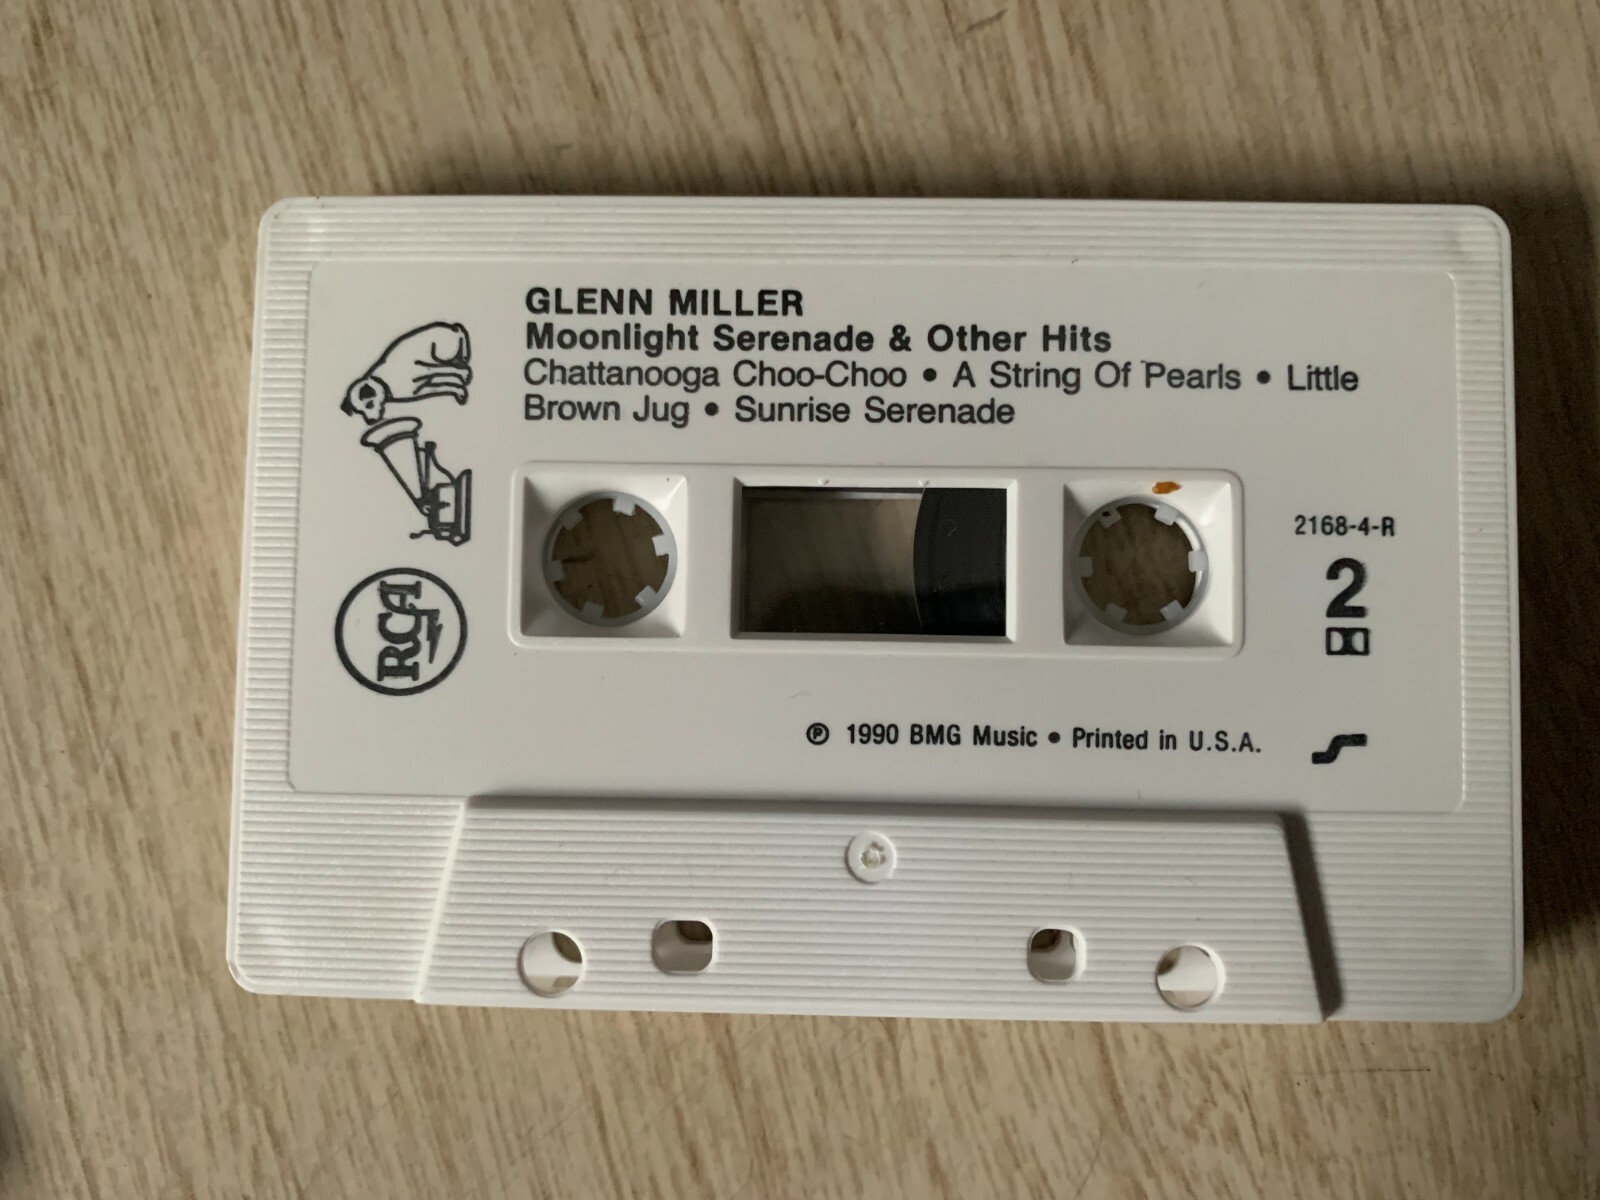 GLENN MILLER
Moonlight Serenade & Other Hits
Chattanooga Choo-Choo • A String Of Pearls • Little
Brown Jug • Sunrise Serenade
RCA
2168-4-R
2
℗ 1990 BMG Music • Printed in U.S.A.